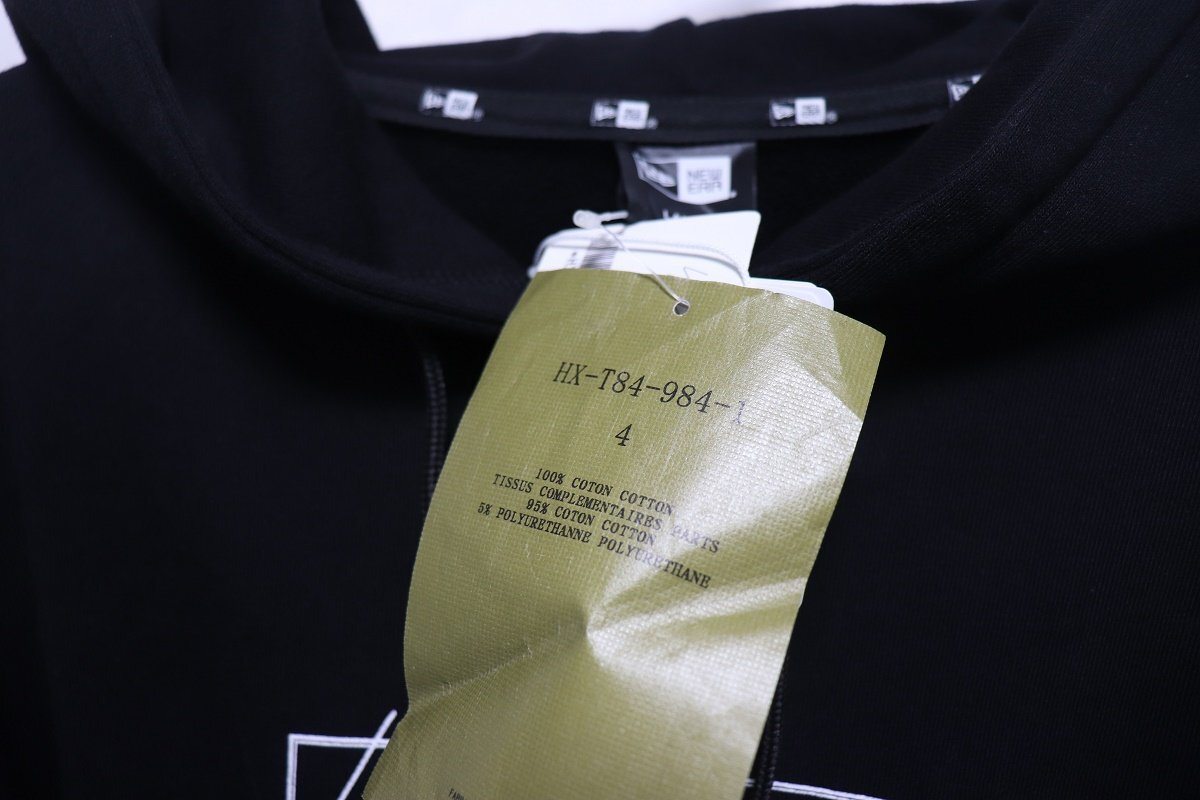 NEW ERA
HX-T84-984-1
4
100% COTON COTTON
TISSUS COMPLEMENTAIRES PARTS
95% COTON COTTON
5% POLYURETHANNE POLYURETHANE